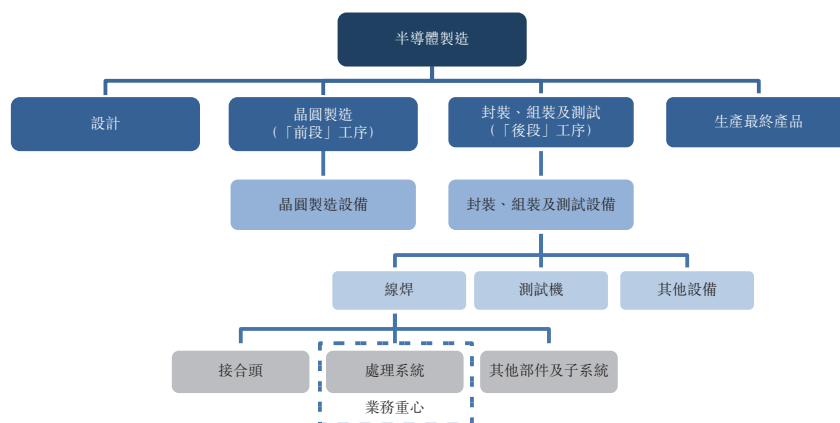 半導體製造
設計
晶圓製造
(「前段」工序)
封裝、組裝及測試
(「後段」工序)
生產最終產品
晶圓製造設備
封裝、組裝及測試設備
線焊
測試機
其他設備
接合頭
處理系統
其他部件及子系統
業務重心